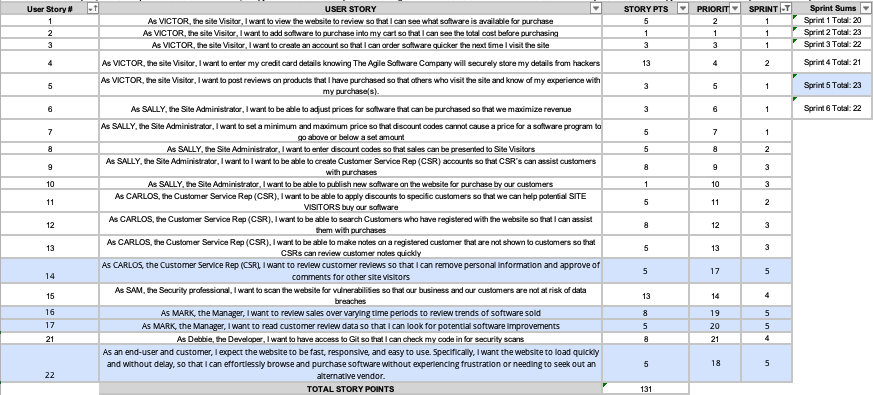 User Story # USER STORY STORY PTS PRIORIT SPRINT Sprint Sums
1 As VICTOR, the site Visitor, I want to view the website to review so that I can see what software is available for purchase 5 2 1 Sprint 1 Total: 20
2 As VICTOR, the site Visitor, I want to add software to purchase into my cart so that I can see the total cost before purchasing 1 1 1 Sprint 2 Total: 23
3 As VICTOR, the site Visitor, I want to create an account so that I can order software quicker the next time I visit the site 3 3 1 Sprint 3 Total: 22
4 As VICTOR, the site Visitor, I want to enter my credit card details knowing The Agile Software Company will securely store my details from hackers 13 4 2 Sprint 4 Total: 21
5 As VICTOR, the site Visitor, I want to post reviews on products that I have purchased so that others who visit the site and know of my experience with 3 5 1 Sprint 5 Total: 23
my purchase(s).
6 As SALLY, the Site Administrator, I want to be able to adjust prices for software that can be purchased so that we maximize revenue 3 6 1 Sprint 6 Total: 22
7 As SALLY, the Site Administrator, I want to set a minimum and maximum price so that discount codes cannot cause a price for a software program to 5 7 1
go above or below a set amount
8 As SALLY, the Site Administrator, I want to enter discount codes so that sales can be presented to Site Visitors 5 8 2
9 As SALLY, the Site Administrator, I want to I want to be able to create Customer Service Rep (CSR) accounts so that CSR's can assist customers 8 9 3
with purchases
10 As SALLY, the Site Administrator, I want to be able to publish new software on the website for purchase by our customers 1 10 3
11 As CARLOS, the Customer Service Rep (CSR), I want to be able to apply discounts to specific customers so that we can help potential SITE 5 11 2
VISITORS buy our software
12 As CARLOS, the Customer Service Rep (CSR), I want to be able to search Customers who have registered with the website so that I can assist 8 12 3
them with purchases
13 As CARLOS, the Customer Service Rep (CSR), I want to be able to make notes on a registered customer that are not shown to customers so that 5 13 3
CSRs can review customer notes quickly
14 As CARLOS, the Customer Service Rep (CSR), I want to review customer reviews so that I can remove personal information and approve of 5 17 5
comments for other site visitors
15 As SAM, the Security professional, I want to scan the website for vulnerabilities so that our business and our customers are not at risk of data 13 14 4
breaches
16 As MARK, the Manager, I want to review sales over varying time periods to review trends of software sold 8 19 5
17 As MARK, the Manager, I want to read customer review data so that I can look for potential software improvements 5 20 5
21 As Debbie, the Developer, I want to have access to Git so that I can check my code in for security scans 8 21 4
22 As an end-user and customer, I expect the website to be fast, responsive, and easy to use. Specifically, I want the website to load quickly 5 18 5
and without delay, so that I can effortlessly browse and purchase software without experiencing frustration or needing to seek out an
alternative vendor.
TOTAL STORY POINTS 131